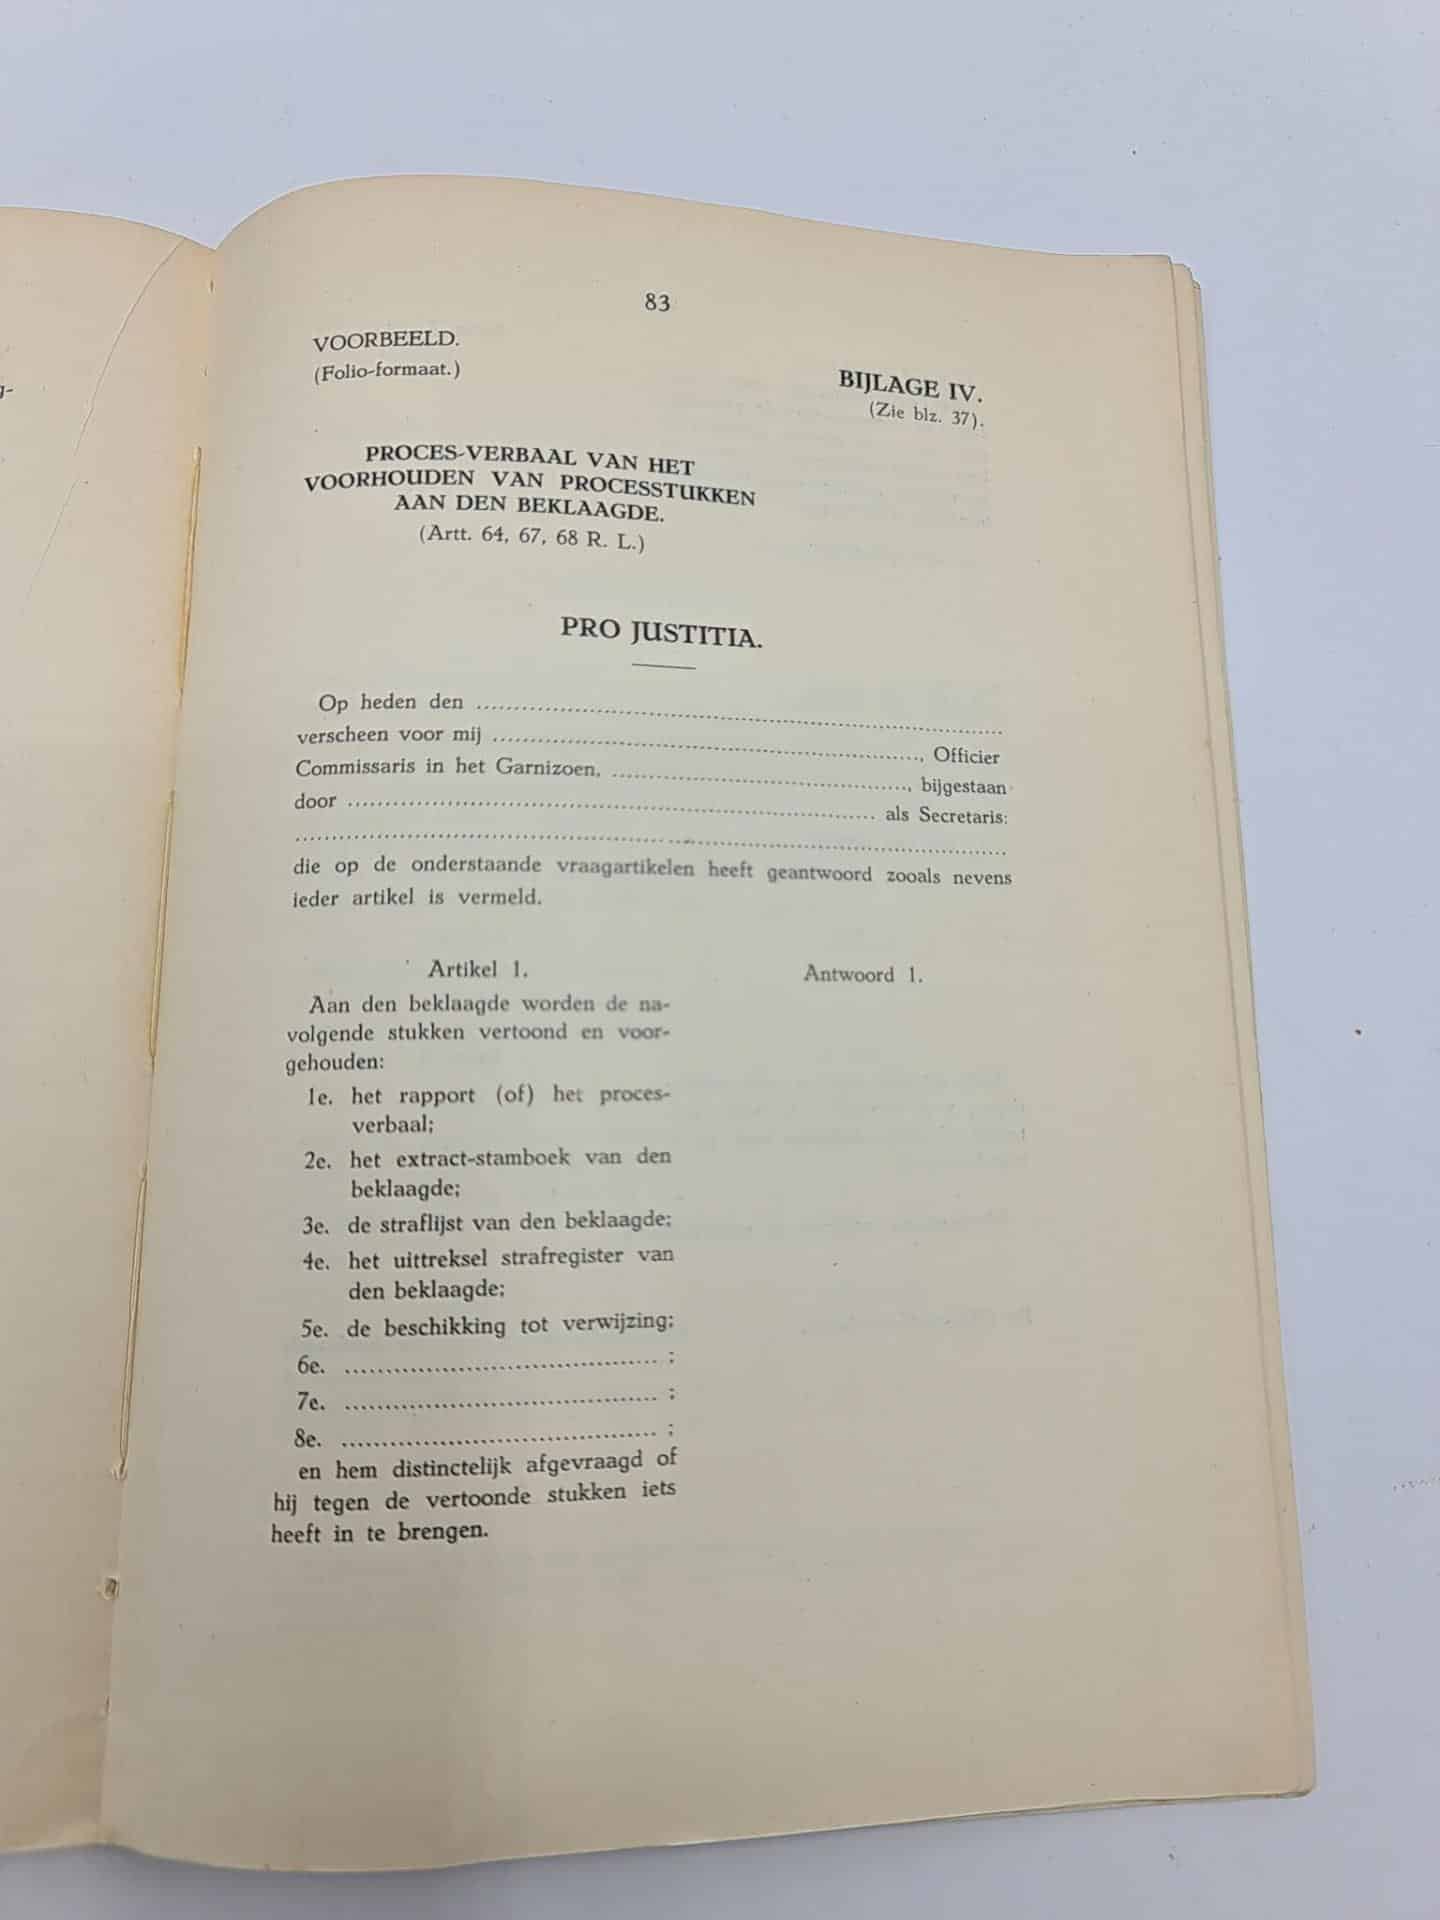 g-
83
VOORBEELD.
(Folio-formaat.)
BIJLAGE IV.
(Zie blz. 37).
PROCES-VERBAAL VAN HET
VOORHOUDEN VAN PROCESSTUKKEN
AAN DEN BEKLAAGDE.
(Artt. 64, 67, 68 R. L.)
PRO JUSTITIA.
Op heden den ........................................
verscheen voor mij ........................................, Officier
Commissaris in het Garnizoen, ........................................, bijgestaan
door ........................................ als Secretaris:
........................................
die op de onderstaande vraagartikelen heeft geantwoord zooals nevens
ieder artikel is vermeld.
Artikel 1.
Aan den beklaagde worden de na-
volgende stukken vertoond en voor-
gehouden:
1e. het rapport (of) het proces-
verbaal;
2e. het extract-stamboek van den
beklaagde;
3e. de straflijst van den beklaagde;
4e. het uittreksel strafregister van
den beklaagde;
5e. de beschikking tot verwijzing;
6e. ........................................ ;
7e. ........................................ ;
8e. ........................................ ;
en hem distinctelijk afgevraagd of
hij tegen de vertoonde stukken iets
heeft in te brengen.
Antwoord 1.